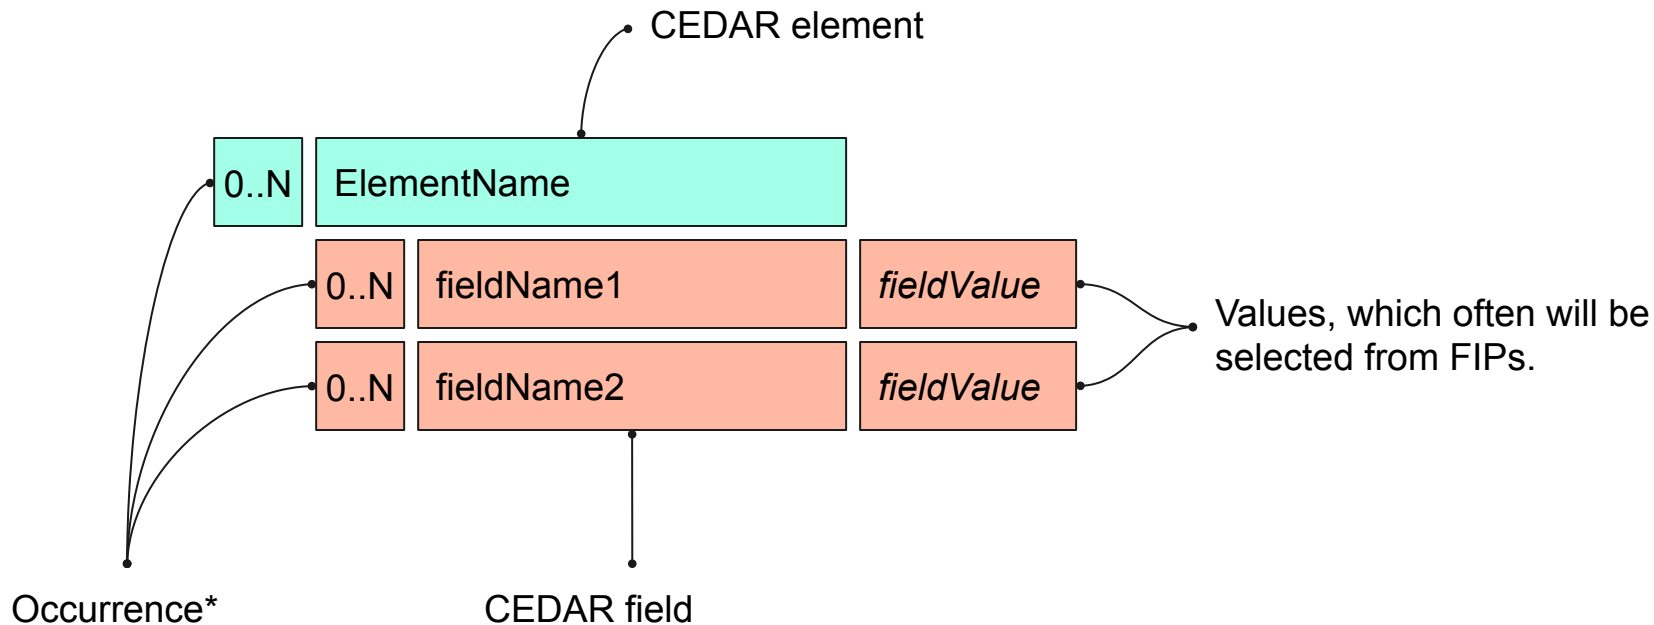 CEDAR element
0..N
ElementName
0..N
fieldName1
fieldValue
Values, which often will be
selected from FIPs.
0..N
fieldName2
fieldValue
Occurrence*
CEDAR field